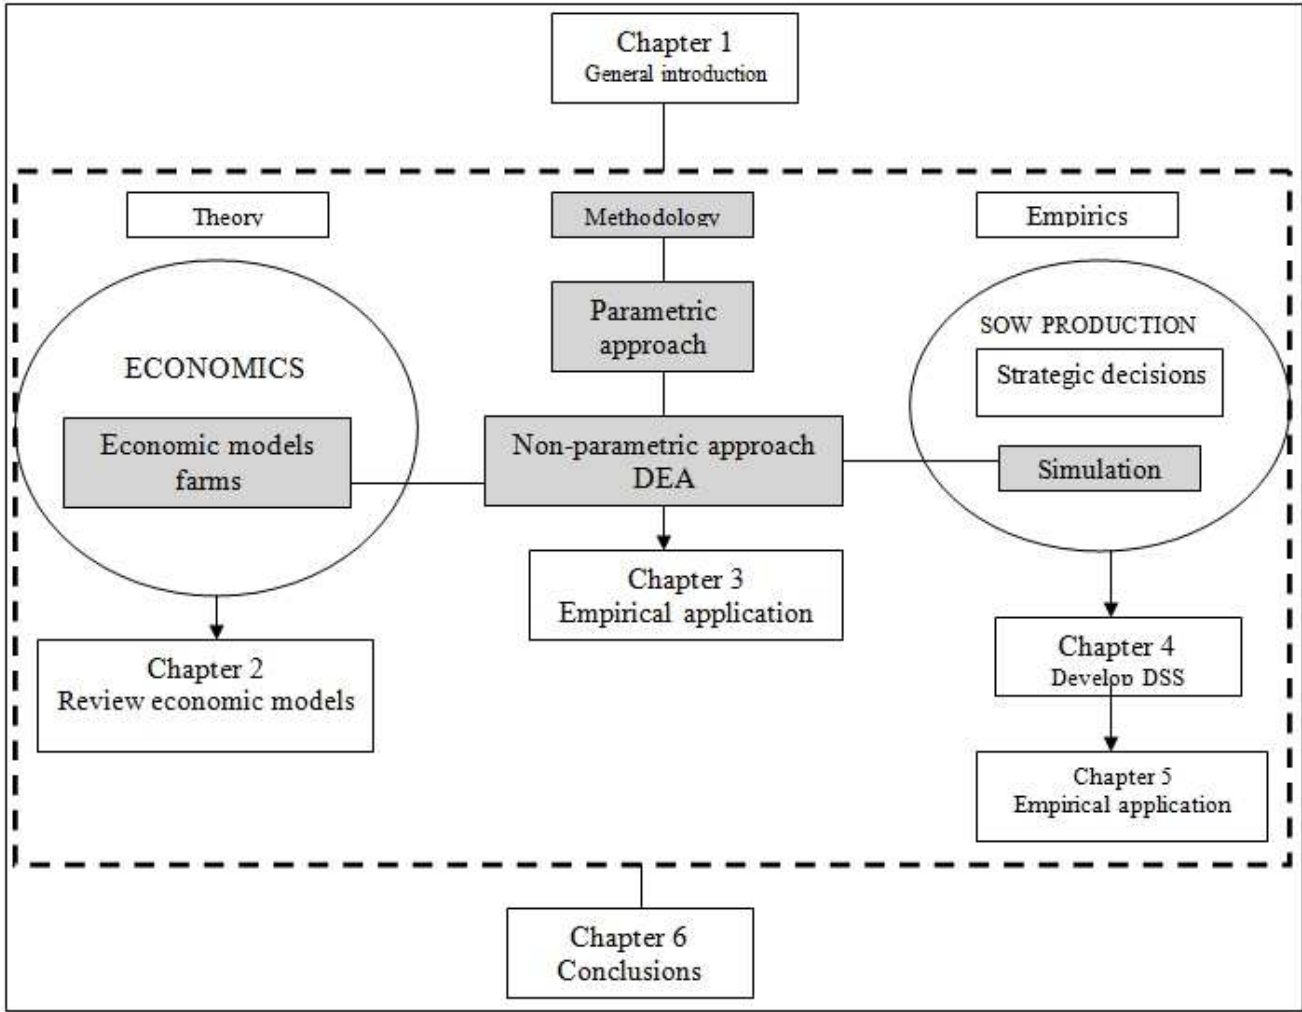 Chapter 1
General introduction
Theory
Methodology
Empirics
Parametric
approach
SOW PRODUCTION
Strategic decisions
ECONOMICS
Economic models
farms
Non-parametric approach
DEA
Simulation
Chapter 3
Empirical application
Chapter 2
Review economic models
Chapter 4
Develop DSS
Chapter 5
Empirical application
Chapter 6
Conclusions